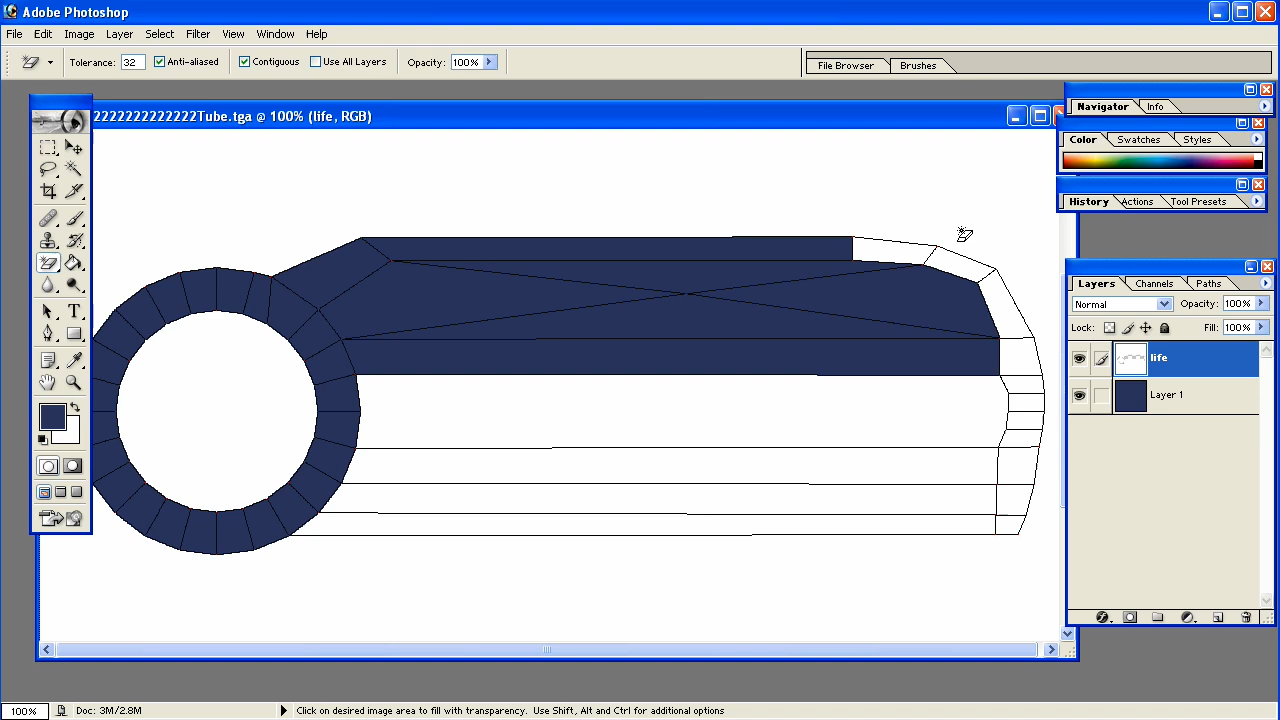 Adobe Photoshop
File Edit Image Layer Select Filter View Window Help
Tolerance: 32 Anti-aliased Contiguous Use All Layers Opacity: 100% File Browser Brushes
22222222222222Tube.tga @ 100% (life, RGB)
Navigator Info
Color Swatches Styles
History Actions Tool Presets
Layers Channels Paths
Normal Opacity: 100%
Lock: Fill: 100%
life
Layer 1
100% Doc: 3M/2.8M Click on desired image area to fill with transparency. Use Shift, Alt and Ctrl for additional options